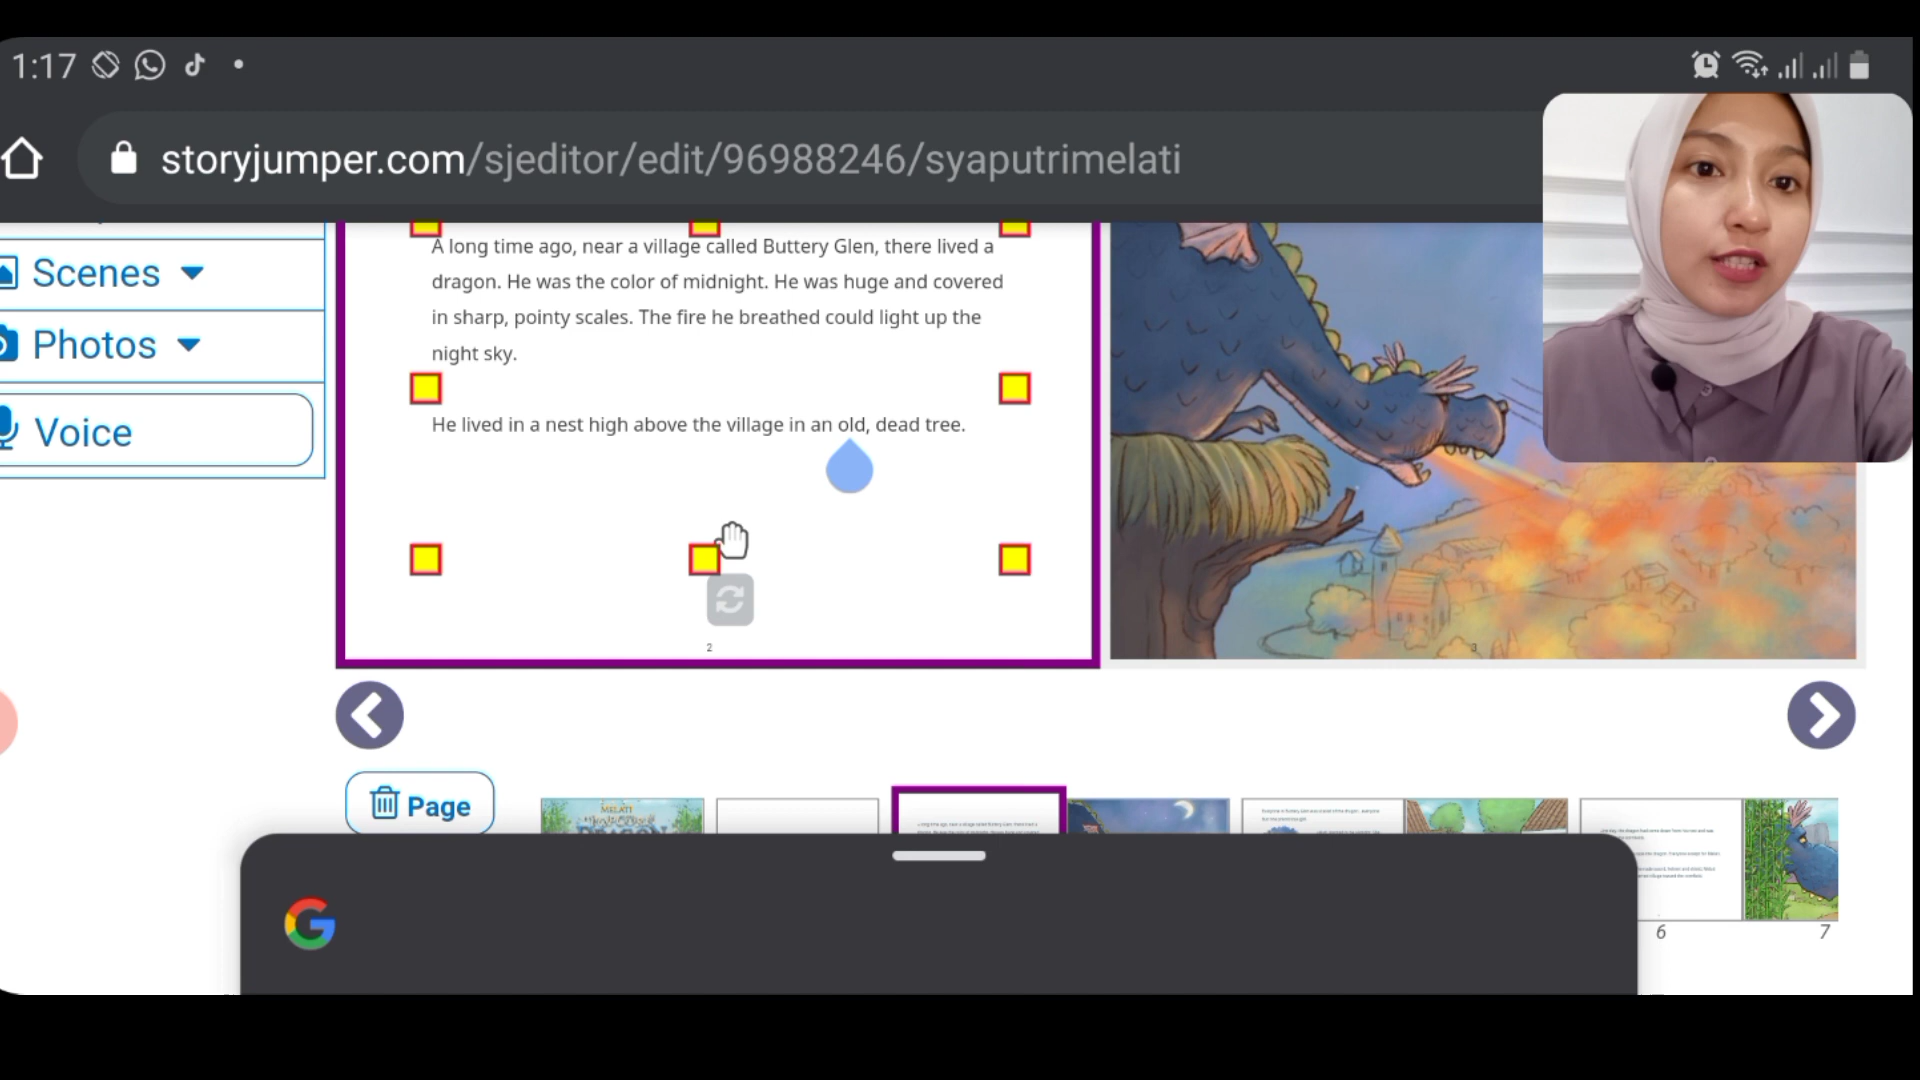 1:17
storyjumper.com/sjeditor/edit/96988246/syaputrimelati
Scenes
Photos
Voice
A long time ago, near a village called Buttery Glen, there lived a
dragon. He was the color of midnight. He was huge and covered
in sharp, pointy scales. The fire he breathed could light up the
night sky.
He lived in a nest high above the village in an old, dead tree.
2
3
Page
MELATI
DRAGON
6
7